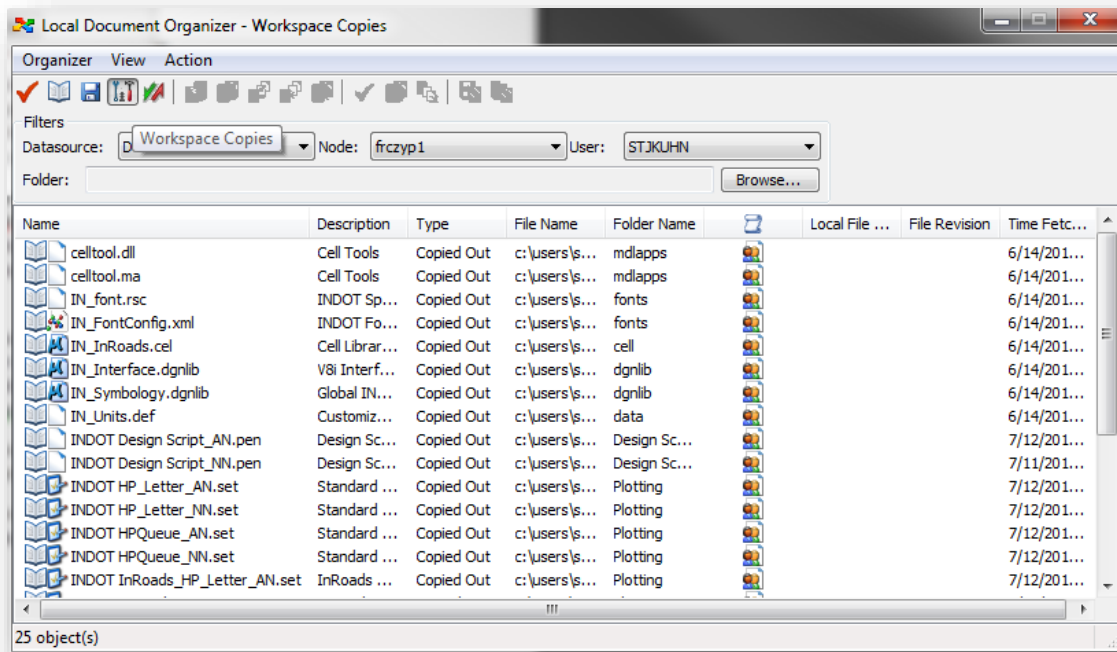 Local Document Organizer - Workspace Copies
Organizer View Action
Filters
Datasource: D Workspace Copies Node: frczyp1 User: STJKUHN
Folder: Browse...
Name Description Type File Name Folder Name Local File ... File Revision Time Fetc...
celltool.dll Cell Tools Copied Out c:\users\s... mdlapps 6/14/201...
celltool.ma Cell Tools Copied Out c:\users\s... mdlapps 6/14/201...
IN_font.rsc INDOT Sp... Copied Out c:\users\s... fonts 6/14/201...
IN_FontConfig.xml INDOT Fo... Copied Out c:\users\s... fonts 6/14/201...
IN_InRoads.cel Cell Librar... Copied Out c:\users\s... cell 6/14/201...
IN_Interface.dgnlib V8i Interf... Copied Out c:\users\s... dgnlib 6/14/201...
IN_Symbology.dgnlib Global IN... Copied Out c:\users\s... dgnlib 6/14/201...
IN_Units.def Customiz... Copied Out c:\users\s... data 6/14/201...
INDOT Design Script_AN.pen Design Sc... Copied Out c:\users\s... Design Sc... 7/12/201...
INDOT Design Script_NN.pen Design Sc... Copied Out c:\users\s... Design Sc... 7/11/201...
INDOT HP_Letter_AN.set Standard ... Copied Out c:\users\s... Plotting 7/12/201...
INDOT HP_Letter_NN.set Standard ... Copied Out c:\users\s... Plotting 7/12/201...
INDOT HPQueue_AN.set Standard ... Copied Out c:\users\s... Plotting 7/12/201...
INDOT HPQueue_NN.set Standard ... Copied Out c:\users\s... Plotting 7/12/201...
INDOT InRoads_HP_Letter_AN.set InRoads ... Copied Out c:\users\s... Plotting 7/12/201...
25 object(s)